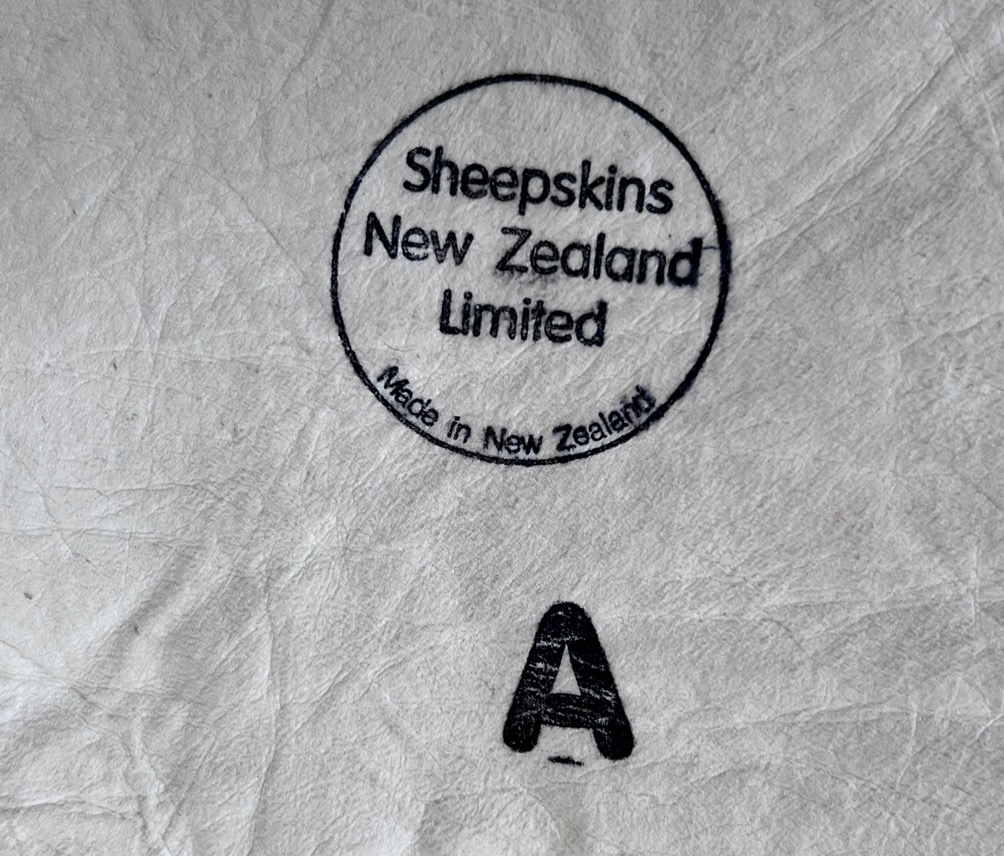 Sheepskins
New Zealand
Limited
Made in New Zealand
A